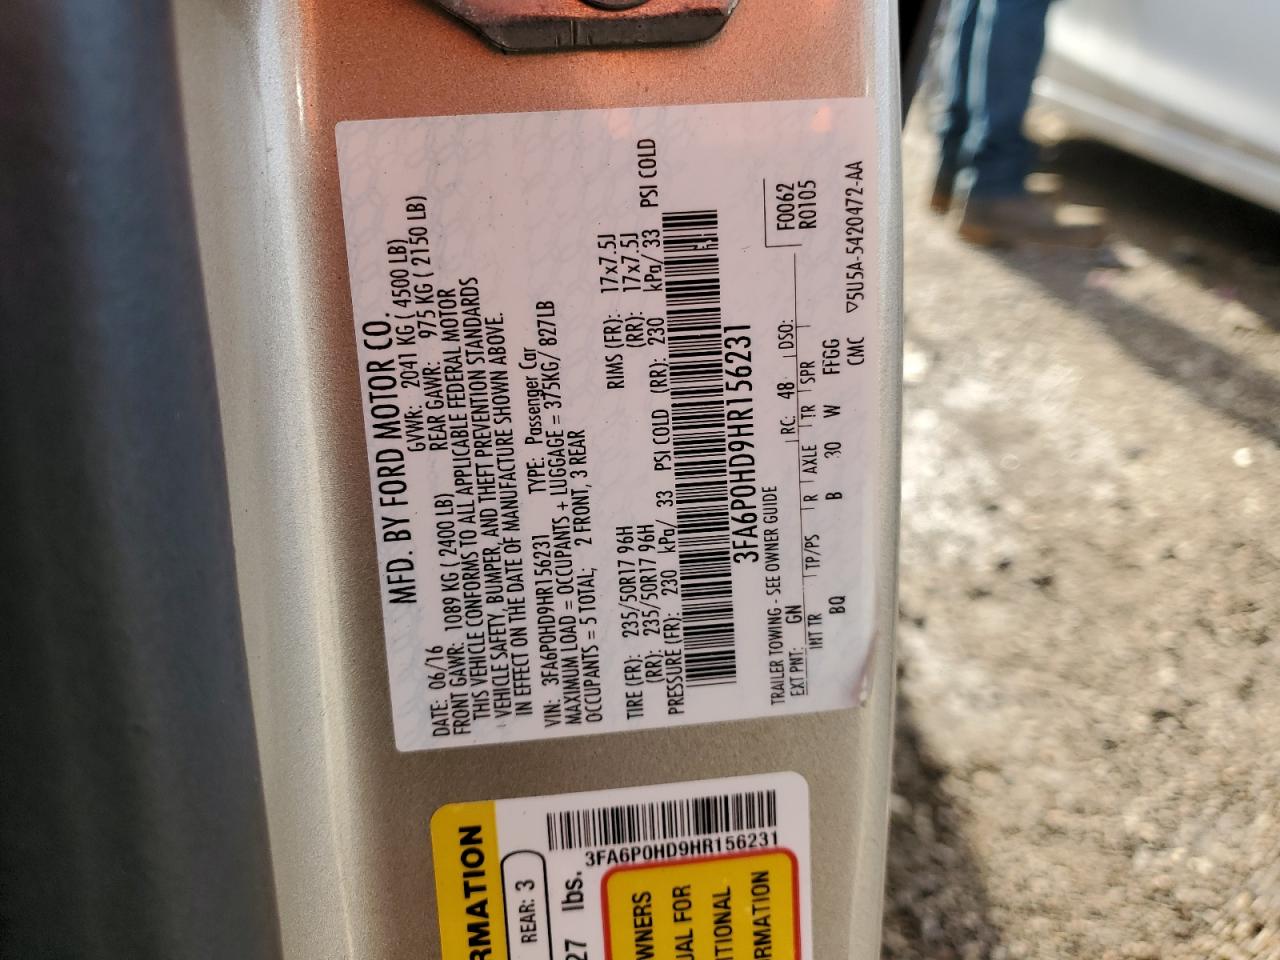 MFD. BY FORD MOTOR CO.
DATE: 06/16 GVWR: 2041 KG ( 4500 LB)
FRONT GAWR: 1089 KG ( 2400 LB) REAR GAWR: 975 KG ( 2150 LB)
THIS VEHICLE CONFORMS TO ALL APPLICABLE FEDERAL MOTOR
VEHICLE SAFETY, BUMPER, AND THEFT PREVENTION STANDARDS
IN EFFECT ON THE DATE OF MANUFACTURE SHOWN ABOVE.
VIN: 3FA6P0HD9HR156231 TYPE: Passenger Car
MAXIMUM LOAD = OCCUPANTS + LUGGAGE = 375KG/ 827LB
OCCUPANTS = 5 TOTAL; 2 FRONT, 3 REAR
TIRE (FR): 235/50R17 96H RIMS (FR): 17x7.5J
(RR): 235/50R17 96H (RR): 17x7.5J
PRESSURE (FR): 230 kPa/ 33 PSI COLD (RR): 230 kPa/ 33 PSI COLD
3FA6P0HD9HR156231
TRAILER TOWING - SEE OWNER GUIDE F0062
EXT PNT: GN RC: 48 DSO: R0105
INT TR TP/PS R AXLE TR SPR
BQ B 30 W FFGG
CMC ▽5U5A-5420472-AA
RMATION
REAR: 3
27 lbs.
3FA6P0HD9HR156231
WNERS
UAL FOR
ITIONAL
RMATION